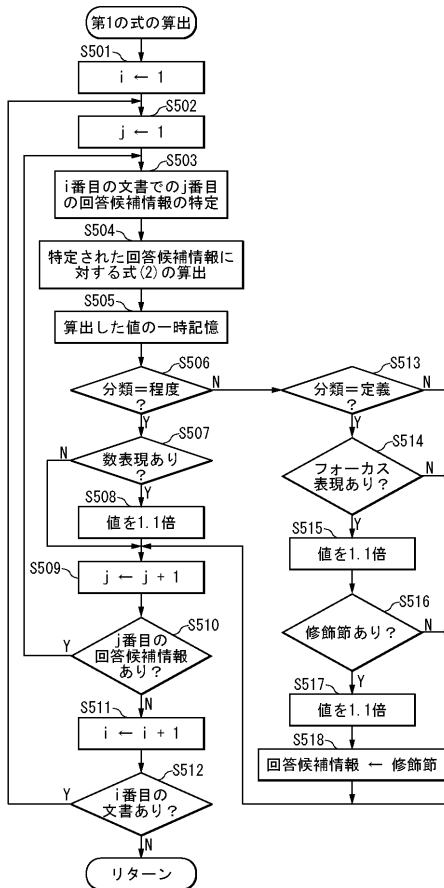 第1の式の算出
S501
i ← 1
S502
j ← 1
S503
i番目の文書でのj番目
の回答候補情報の特定
S504
特定された回答候補情報に
対する式(2)の算出
S505
算出した値の一時記憶
S506
分類=程度
?
N
Y
S507
数表現あり
?
N
Y
S508
値を1.1倍
S509
j ← j + 1
S510
j番目の
回答候補情報
あり?
Y
N
S511
i ← i + 1
S512
i番目の
文書あり?
Y
N
リターン
S513
分類=定義
?
N
Y
S514
フォーカス
表現あり?
N
Y
S515
値を1.1倍
S516
修飾節あり?
N
Y
S517
値を1.1倍
S518
回答候補情報 ← 修飾節